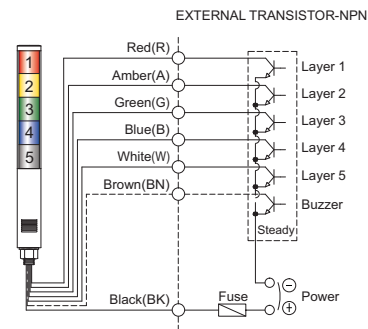 EXTERNAL TRANSISTOR-NPN
1
2
3
4
5
Red(R)
Amber(A)
Green(G)
Blue(B)
White(W)
Brown(BN)
Black(BK)
Layer 1
Layer 2
Layer 3
Layer 4
Layer 5
Buzzer
Steady
Fuse
Power
−
+